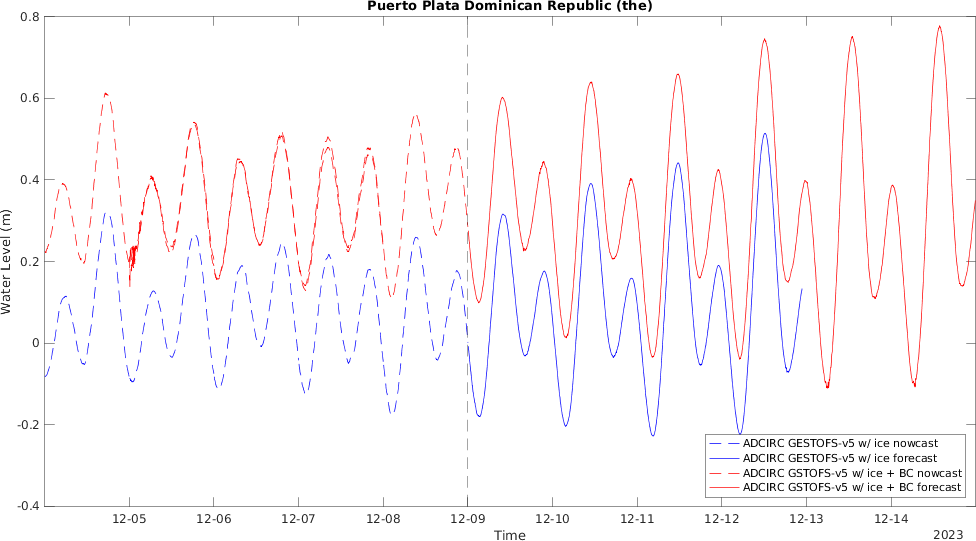 Puerto Plata Dominican Republic (the)
0.8
0.6
0.4
0.2
0
-0.2
-0.4
Water Level (m)
12-05 12-06 12-07 12-08 12-09 12-10 12-11 12-12 12-13 12-14
Time
2023
ADCIRC GESTOFS-v5 w/ ice nowcast
ADCIRC GESTOFS-v5 w/ ice forecast
ADCIRC GSTOFS-v5 w/ ice + BC nowcast
ADCIRC GSTOFS-v5 w/ ice + BC forecast